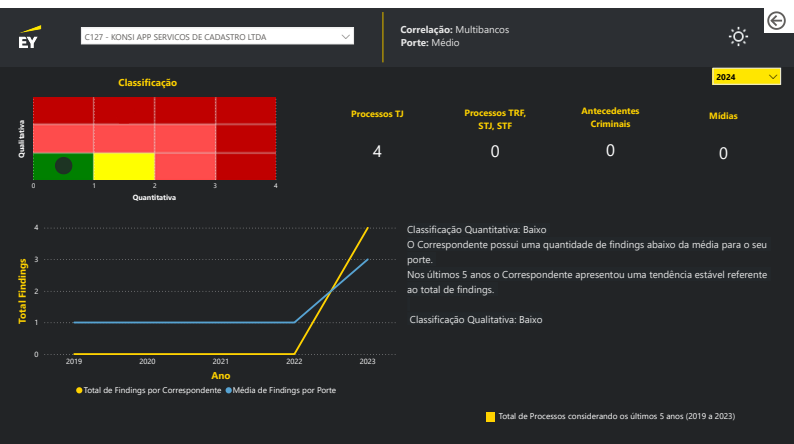 EY
C127 - KONSI APP SERVICOS DE CADASTRO LTDA
Correlação: Multibancos
Porte: Médio
2024
Classificação
Qualitativa
0 1 2 3 4
Quantitativa
Processos TJ
4
Processos TRF,
STJ, STF
0
Antecedentes
Criminais
0
Mídias
0
Total Findings
4
3
2
1
0
2019 2020 2021 2022 2023
Ano
Total de Findings por Correspondente Média de Findings por Porte
Classificação Quantitativa: Baixo
O Correspondente possui uma quantidade de findings abaixo da média para o seu
porte.
Nos últimos 5 anos o Correspondente apresentou uma tendência estável referente
ao total de findings.
Classificação Qualitativa: Baixo
Total de Processos considerando os últimos 5 anos (2019 a 2023)